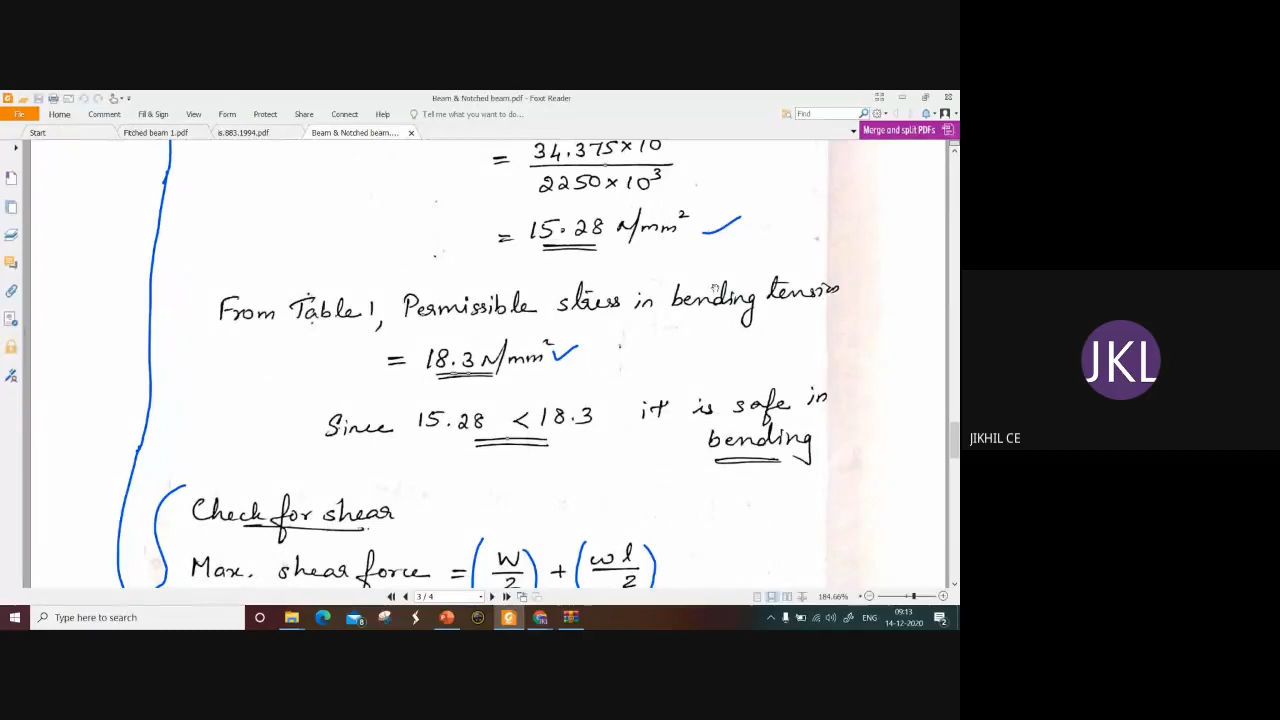 Beam & Notched beam.pdf - Foxit Reader
File Home Comment Fill & Sign View Form Protect Share Connect Help Tell me what you want to do... Find
Start Fitched beam 1.pdf is.883.1994.pdf Beam & Notched beam.... Merge and split PDFs
= 34.375 × 10
2250 × 10³
= 15.28 N/mm²
From Table 1, Permissible stress in bending tension
= 18.3 N/mm²
Since 15.28 < 18.3 it is safe in
bending
Check for shear
Max. shear force = (W/2) + (wl/2)
JKL
JIKHIL CE
3 / 4 184.66%
Type here to search ENG 09:13
14-12-2020